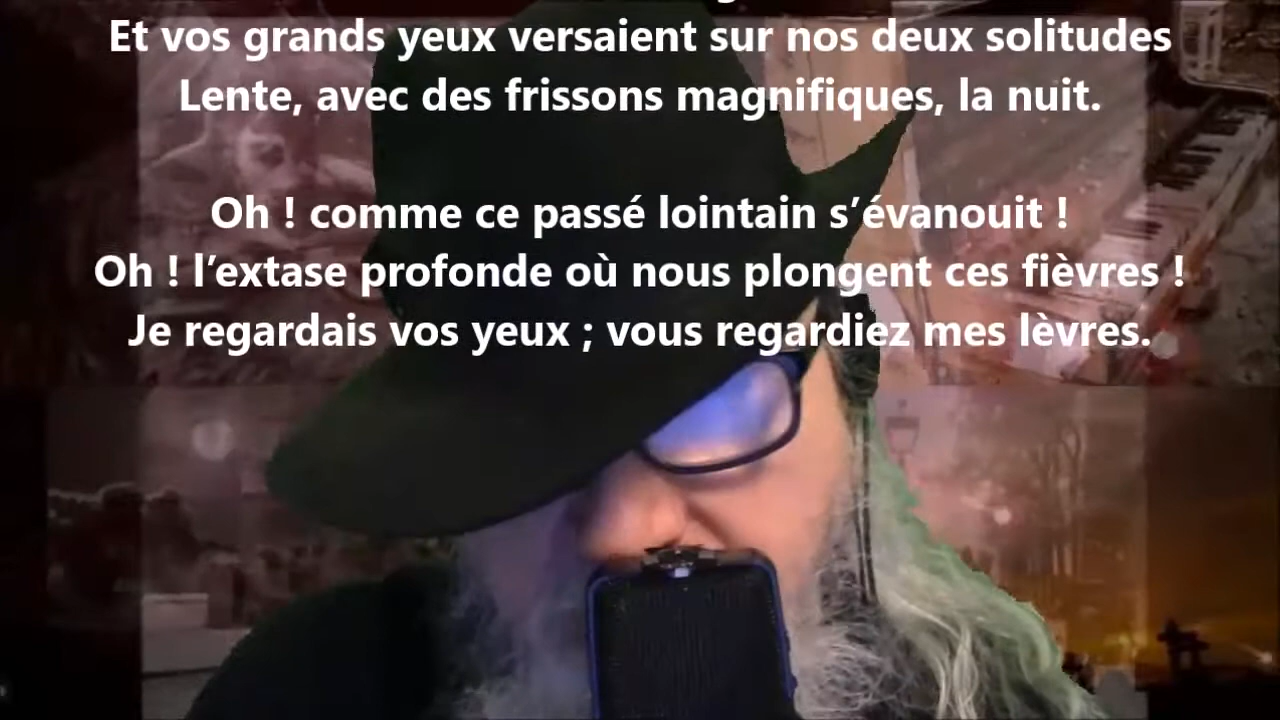 Et vos grands yeux versaient sur nos deux solitudes
Lente, avec des frissons magnifiques, la nuit.
Oh ! comme ce passé lointain s’évanouit !
Oh ! l’extase profonde où nous plongent ces fièvres !
Je regardais vos yeux ; vous regardiez mes lèvres.